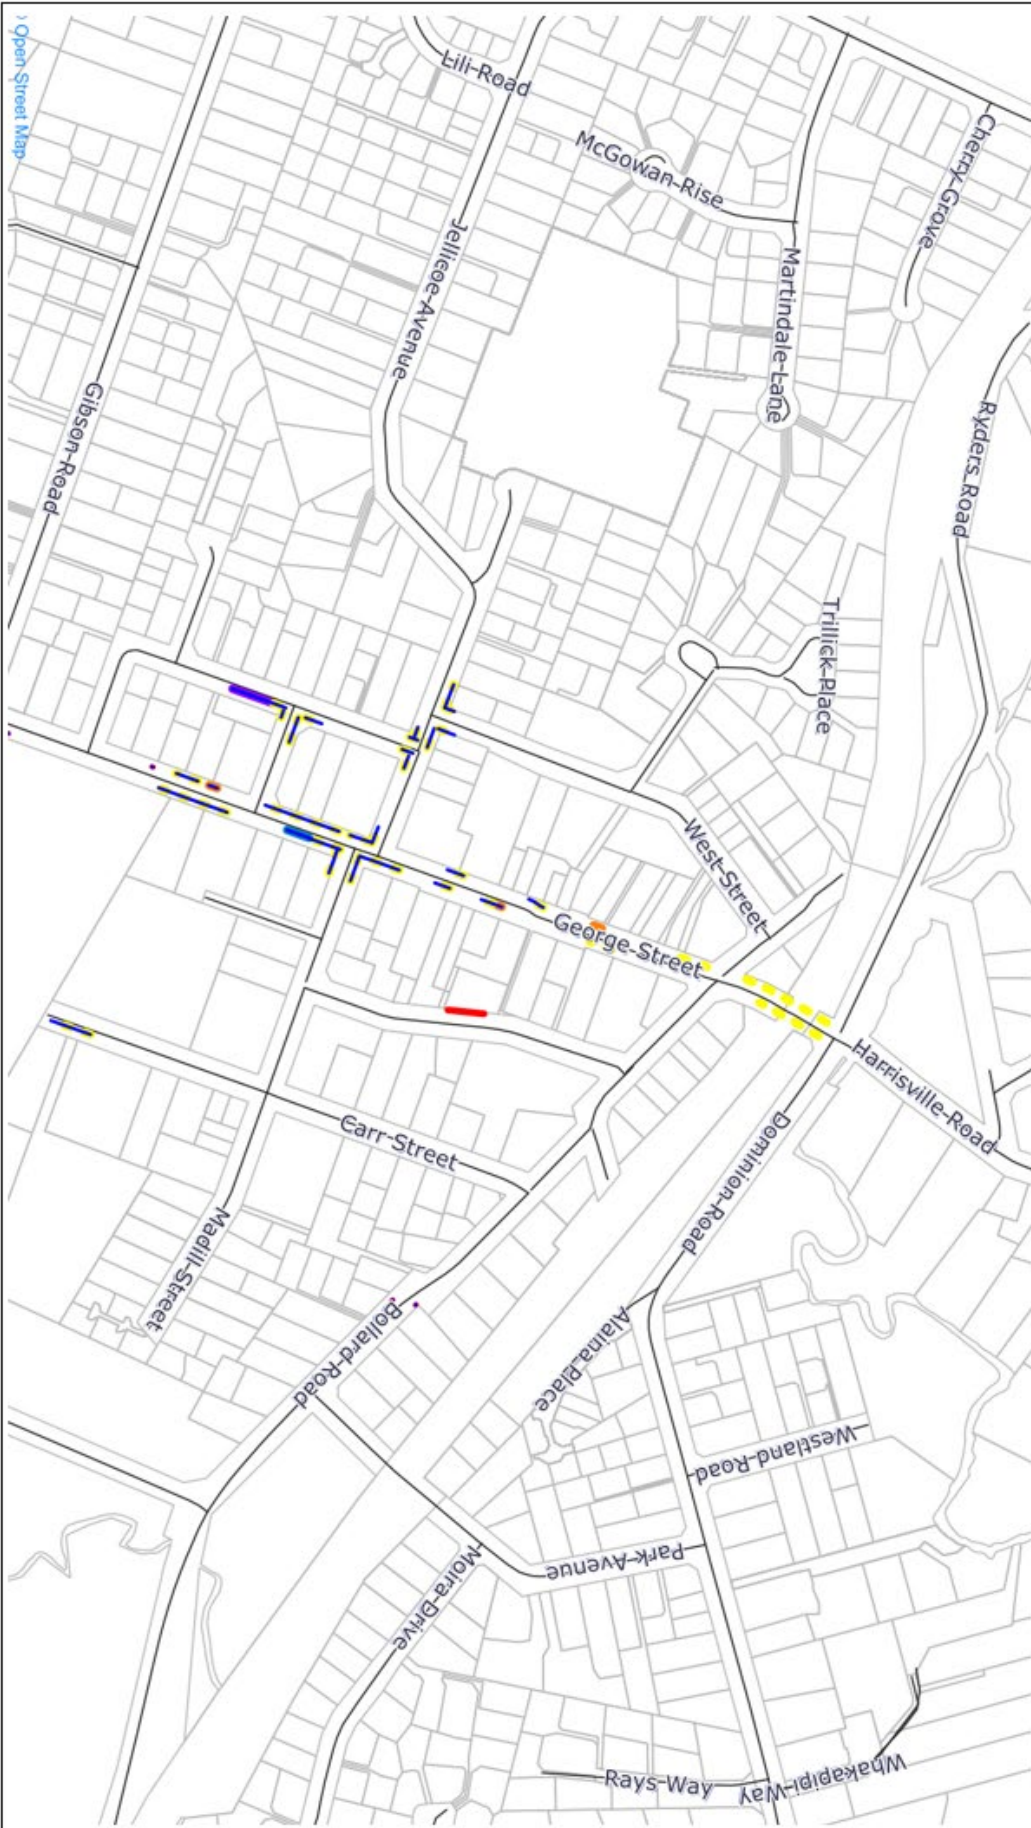 Lili Road
McGowan Rise
Cherry Grove
Jellicoe Avenue
Martindale Lane
Ryders Road
Gibson Road
Trillick Place
West Street
George Street
Harrisville Road
Carr Street
Dominion Road
Madill Street
Bollard Road
Alaina Place
Westland Road
Park Avenue
Moira Drive
Rays Way
Whakapipi Way
Open Street Map